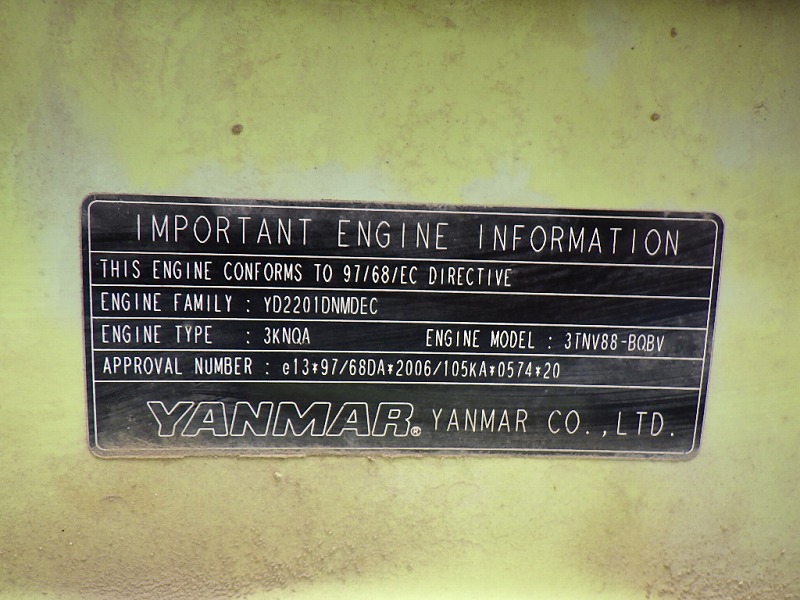 IMPORTANT ENGINE INFORMATION
THIS ENGINE CONFORMS TO 97/68/EC DIRECTIVE
ENGINE FAMILY : YD2201DNMDEC
ENGINE TYPE : 3KNQA ENGINE MODEL : 3TNV88-BQBV
APPROVAL NUMBER : e13*97/68DA*2006/105KA*0574*20
YANMAR® YANMAR CO.,LTD.